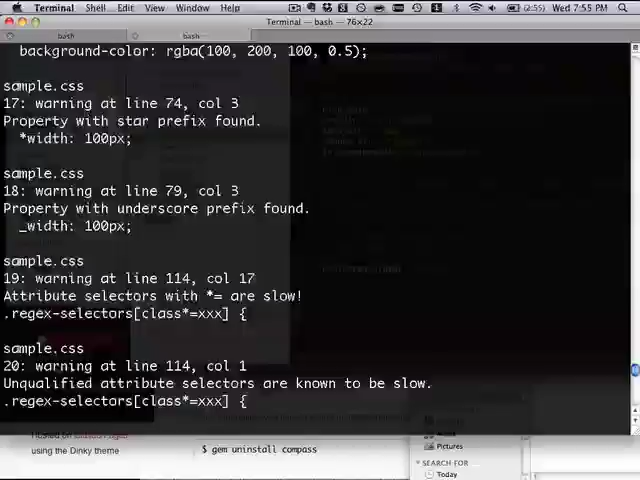 Terminal Shell Edit View Window Help (2:55) Wed 7:55 PM
Terminal — bash — 76×22
bash bash
background-color: rgba(100, 200, 100, 0.5);
sample.css
17: warning at line 74, col 3
Property with star prefix found.
*width: 100px;
sample.css
18: warning at line 79, col 3
Property with underscore prefix found.
_width: 100px;
sample.css
19: warning at line 114, col 17
Attribute selectors with *= are slow!
.regex-selectors[class*=xxx] {
sample.css
20: warning at line 114, col 1
Unqualified attribute selectors are known to be slow.
.regex-selectors[class*=xxx] {
using the Dinky theme
$ gem uninstall compass
Pictures
SEARCH FOR
Today